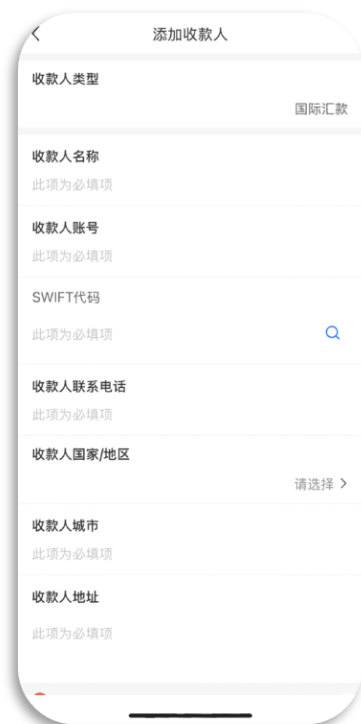 添加收款人
收款人类型
国际汇款
收款人名称
此项为必填项
收款人账号
此项为必填项
SWIFT代码
此项为必填项
收款人联系电话
此项为必填项
收款人国家/地区
请选择
收款人城市
此项为必填项
收款人地址
此项为必填项